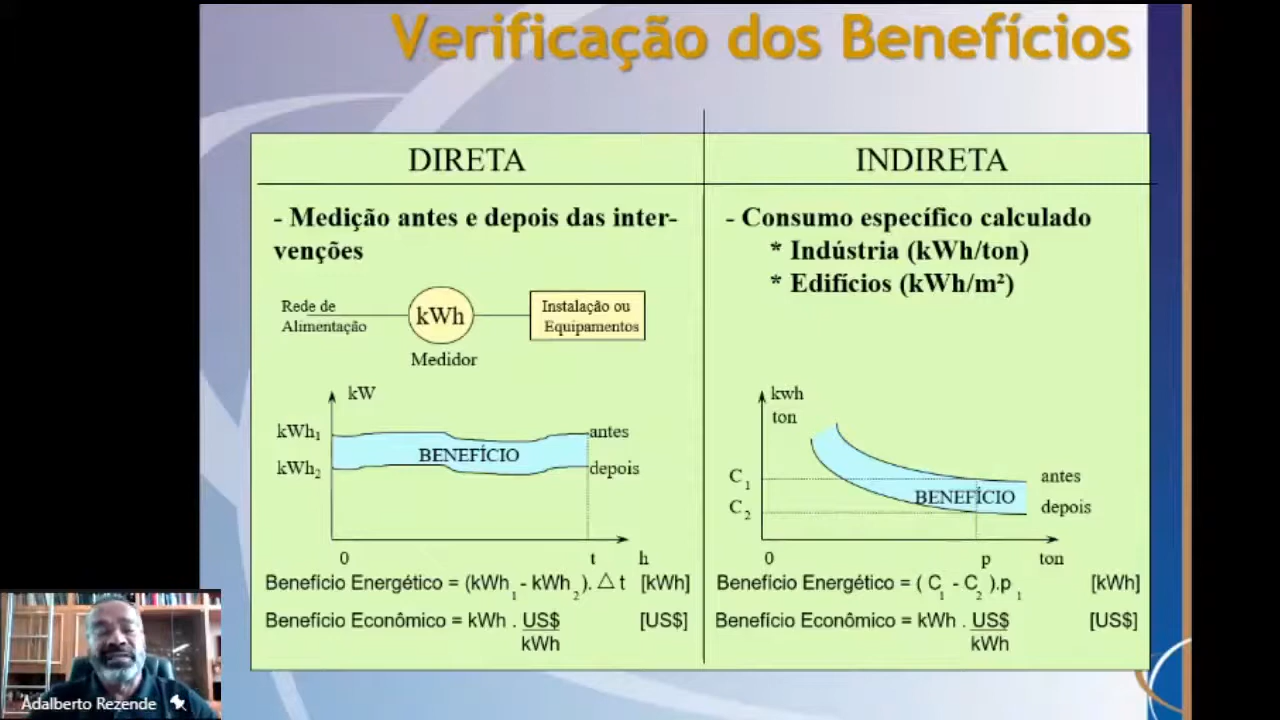 Verificação dos Benefícios
DIRETA
- Medição antes e depois das inter-
venções
Rede de
Alimentação
kWh
Medidor
Instalação ou
Equipamentos
kW
kWh1
kWh2
BENEFÍCIO
antes
depois
0
t
h
Benefício Energético = (kWh1 - kWh2). △ t [kWh]
Benefício Econômico = kWh . US$ [US$]
kWh
INDIRETA
- Consumo específico calculado
* Indústria (kWh/ton)
* Edifícios (kWh/m²)
kwh
ton
C1
C2
BENEFÍCIO
antes
depois
0
p
ton
Benefício Energético = ( C1 - C2 ).p1 [kWh]
Benefício Econômico = kWh . US$ [US$]
kWh
Adalberto Rezende